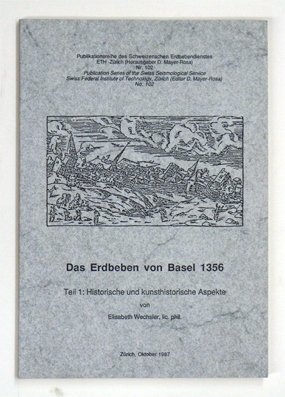 Publikationsreihe des Schweizerischen Erdbebendienstes
ETH-Zürich (Herausgeber D. Mayer-Rosa)
Nr. 102
Publication Series of the Swiss Seismological Service
Swiss Federal Institute of Technology, Zürich (Editor D. Mayer-Rosa)
No. 102
Das Erdbeben von Basel 1356
Teil 1: Historische und kunsthistorische Aspekte
von
Elisabeth Wechsler, lic. phil.
Zürich, Oktober 1987